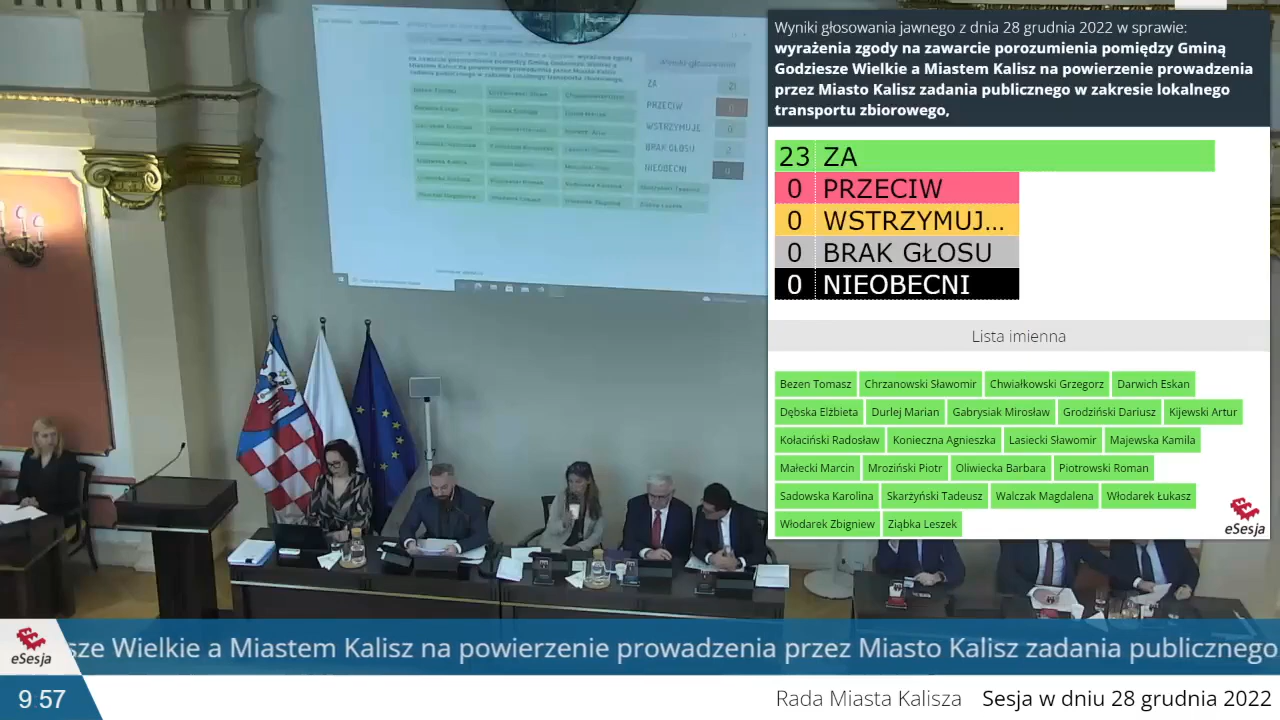 Wyniki głosowania jawnego z dnia 28 grudnia 2022 w sprawie:
wyrażenia zgody na zawarcie porozumienia pomiędzy Gminą
Godziesze Wielkie a Miastem Kalisz na powierzenie prowadzenia
przez Miasto Kalisz zadania publicznego w zakresie lokalnego
transportu zbiorowego,
23 ZA
0 PRZECIW
0 WSTRZYMUJ...
0 BRAK GŁOSU
0 NIEOBECNI
Lista imienna
Bezen Tomasz Chrzanowski Sławomir Chwiałkowski Grzegorz Darwich Eskan
Dębska Elżbieta Durlej Marian Gabrysiak Mirosław Grodziński Dariusz Kijewski Artur
Kołaciński Radosław Konieczna Agnieszka Lasiecki Sławomir Majewska Kamila
Małecki Marcin Mroziński Piotr Oliwiecka Barbara Piotrowski Roman
Sadowska Karolina Skarżyński Tadeusz Walczak Magdalena Włodarek Łukasz
Włodarek Zbigniew Ziąbka Leszek
eSesja
ZA
PRZECIW
WSTRZYMUJE
BRAK GŁOSU
NIEOBECNI
eSesja
sze Wielkie a Miastem Kalisz na powierzenie prowadzenia przez Miasto Kalisz zadania publicznego
9:57
Rada Miasta Kalisza Sesja w dniu 28 grudnia 2022